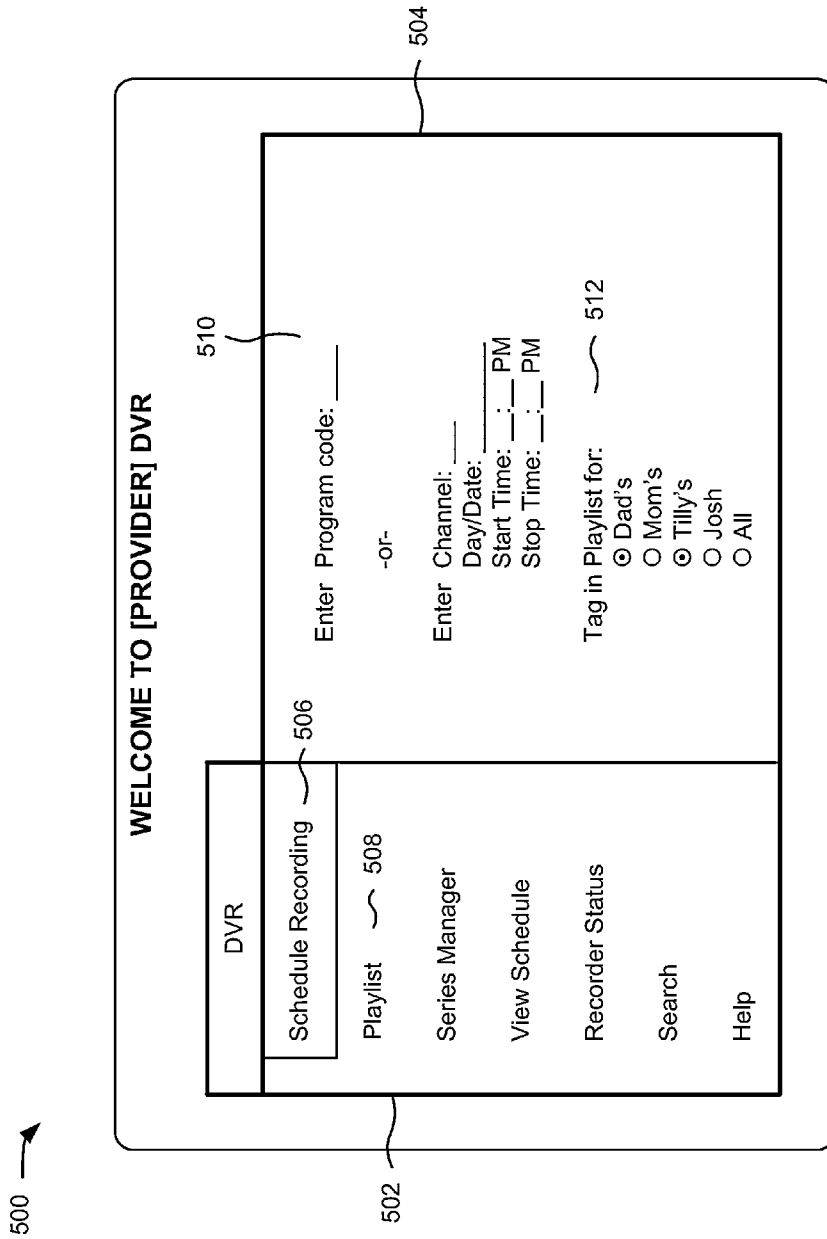 500
WELCOME TO [PROVIDER] DVR
DVR
502
Schedule Recording
506
Playlist
508
Series Manager
View Schedule
Recorder Status
Search
Help
504
510
Enter Program code: ___
-or-
Enter Channel: ___
Day/Date: ________
Start Time: __:__ PM
Stop Time: __:__ PM
Tag in Playlist for:
512
Dad's
Mom's
Tilly's
Josh
All